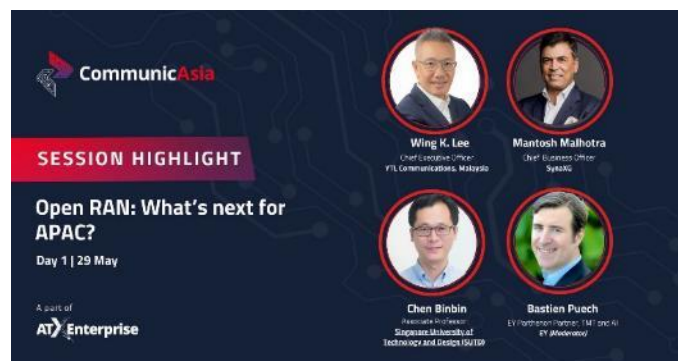 CommunicAsia
SESSION HIGHLIGHT
Open RAN: What's next for
APAC?
Day 1 | 29 May
A part of
ATxEnterprise
Wing K. Lee
Chief Executive Officer
YTL Communications, Malaysia
Mantosh Malhotra
Chief Business Officer
SynaXG
Chen Binbin
Associate Professor
Singapore University of
Technology and Design (SUTD)
Bastien Puech
EY Parthenon Partner, TMT and AI
EY (Moderator)